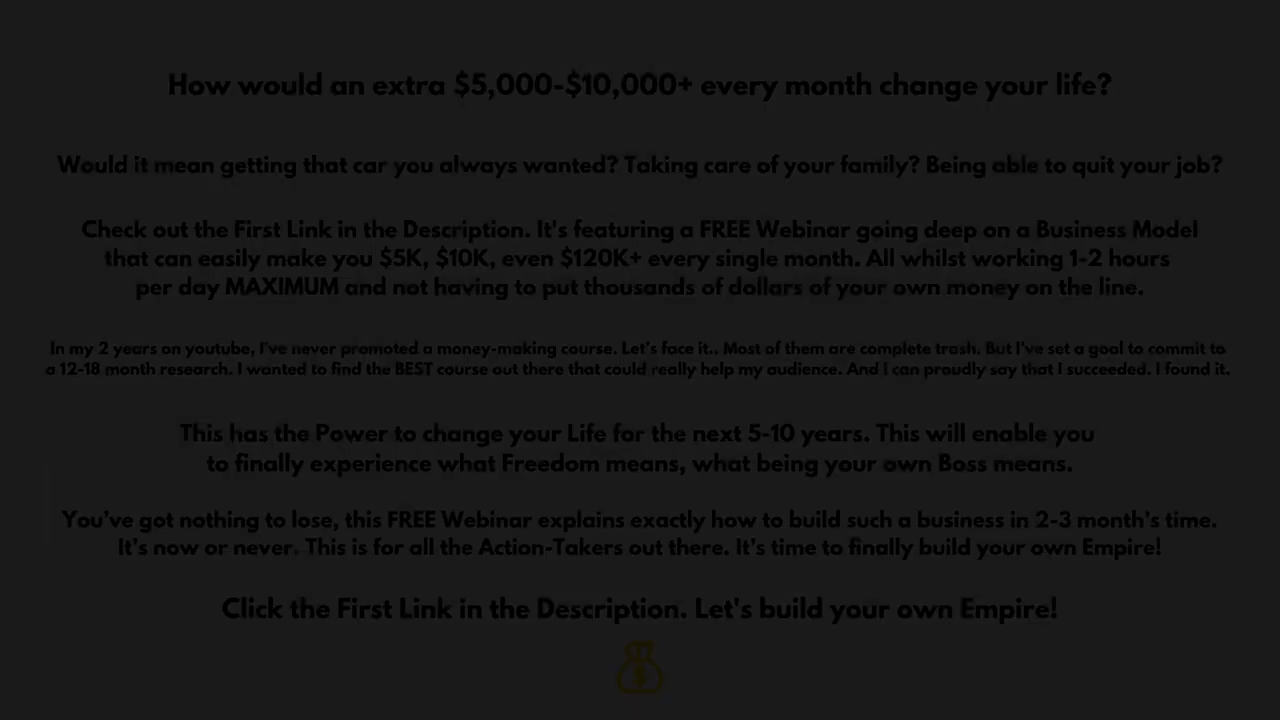 How would an extra $5,000-$10,000+ every month change your life?
Would it mean getting that car you always wanted? Taking care of your family? Being able to quit your job?
Check out the First Link in the Description. It's featuring a FREE Webinar going deep on a Business Model
that can easily make you $5K, $10K, even $120K+ every single month. All whilst working 1-2 hours
per day MAXIMUM and not having to put thousands of dollars of your own money on the line.
In my 2 years on youtube, I've never promoted a money-making course. Let's face it.. Most of them are complete trash. But I've set a goal to commit to
a 12-18 month research. I wanted to find the BEST course out there that could really help my audience. And I can proudly say that I succeeded. I found it.
This has the Power to change your Life for the next 5-10 years. This will enable you
to finally experience what Freedom means, what being your own Boss means.
You've got nothing to lose, this FREE Webinar explains exactly how to build such a business in 2-3 month's time.
It's now or never. This is for all the Action-Takers out there. It's time to finally build your own Empire!
Click the First Link in the Description. Let's build your own Empire!